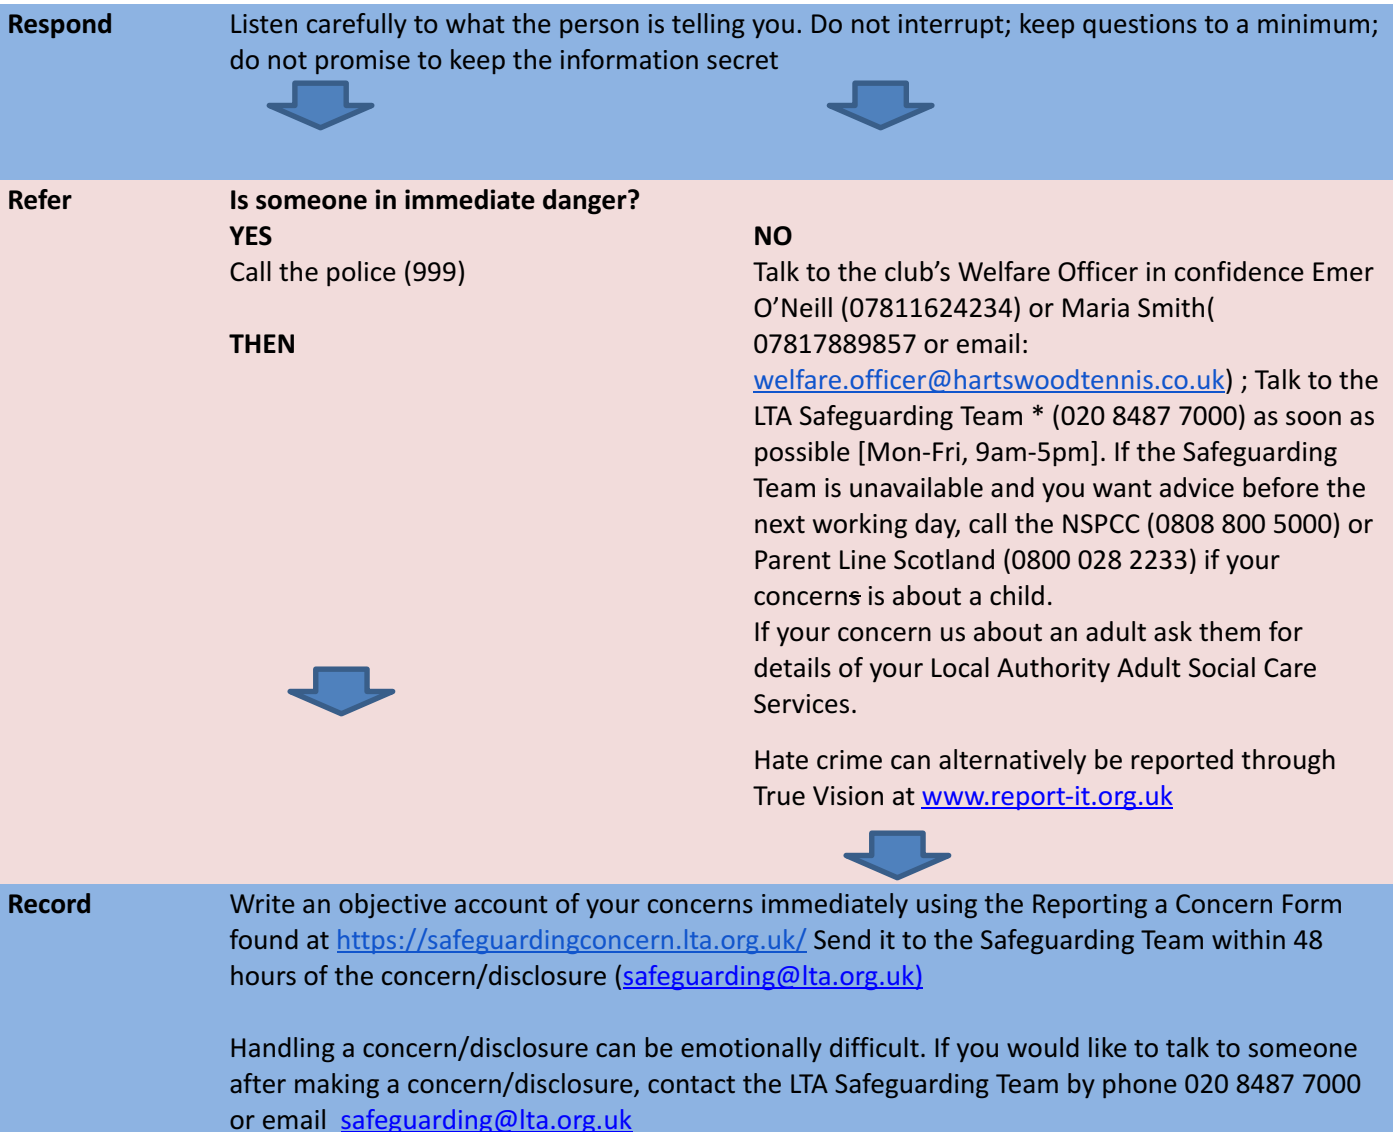 Respond
Listen carefully to what the person is telling you. Do not interrupt; keep questions to a minimum;
do not promise to keep the information secret
Refer
Is someone in immediate danger?
YES
Call the police (999)
THEN
NO
Talk to the club’s Welfare Officer in confidence Emer
O’Neill (07811624234) or Maria Smith(
07817889857 or email:
welfare.officer@hartswoodtennis.co.uk) ; Talk to the
LTA Safeguarding Team * (020 8487 7000) as soon as
possible [Mon-Fri, 9am-5pm]. If the Safeguarding
Team is unavailable and you want advice before the
next working day, call the NSPCC (0808 800 5000) or
Parent Line Scotland (0800 028 2233) if your
concerns is about a child.
If your concern us about an adult ask them for
details of your Local Authority Adult Social Care
Services.
Hate crime can alternatively be reported through
True Vision at www.report-it.org.uk
Record
Write an objective account of your concerns immediately using the Reporting a Concern Form
found at https://safeguardingconcern.lta.org.uk/ Send it to the Safeguarding Team within 48
hours of the concern/disclosure (safeguarding@lta.org.uk)
Handling a concern/disclosure can be emotionally difficult. If you would like to talk to someone
after making a concern/disclosure, contact the LTA Safeguarding Team by phone 020 8487 7000
or email safeguarding@lta.org.uk